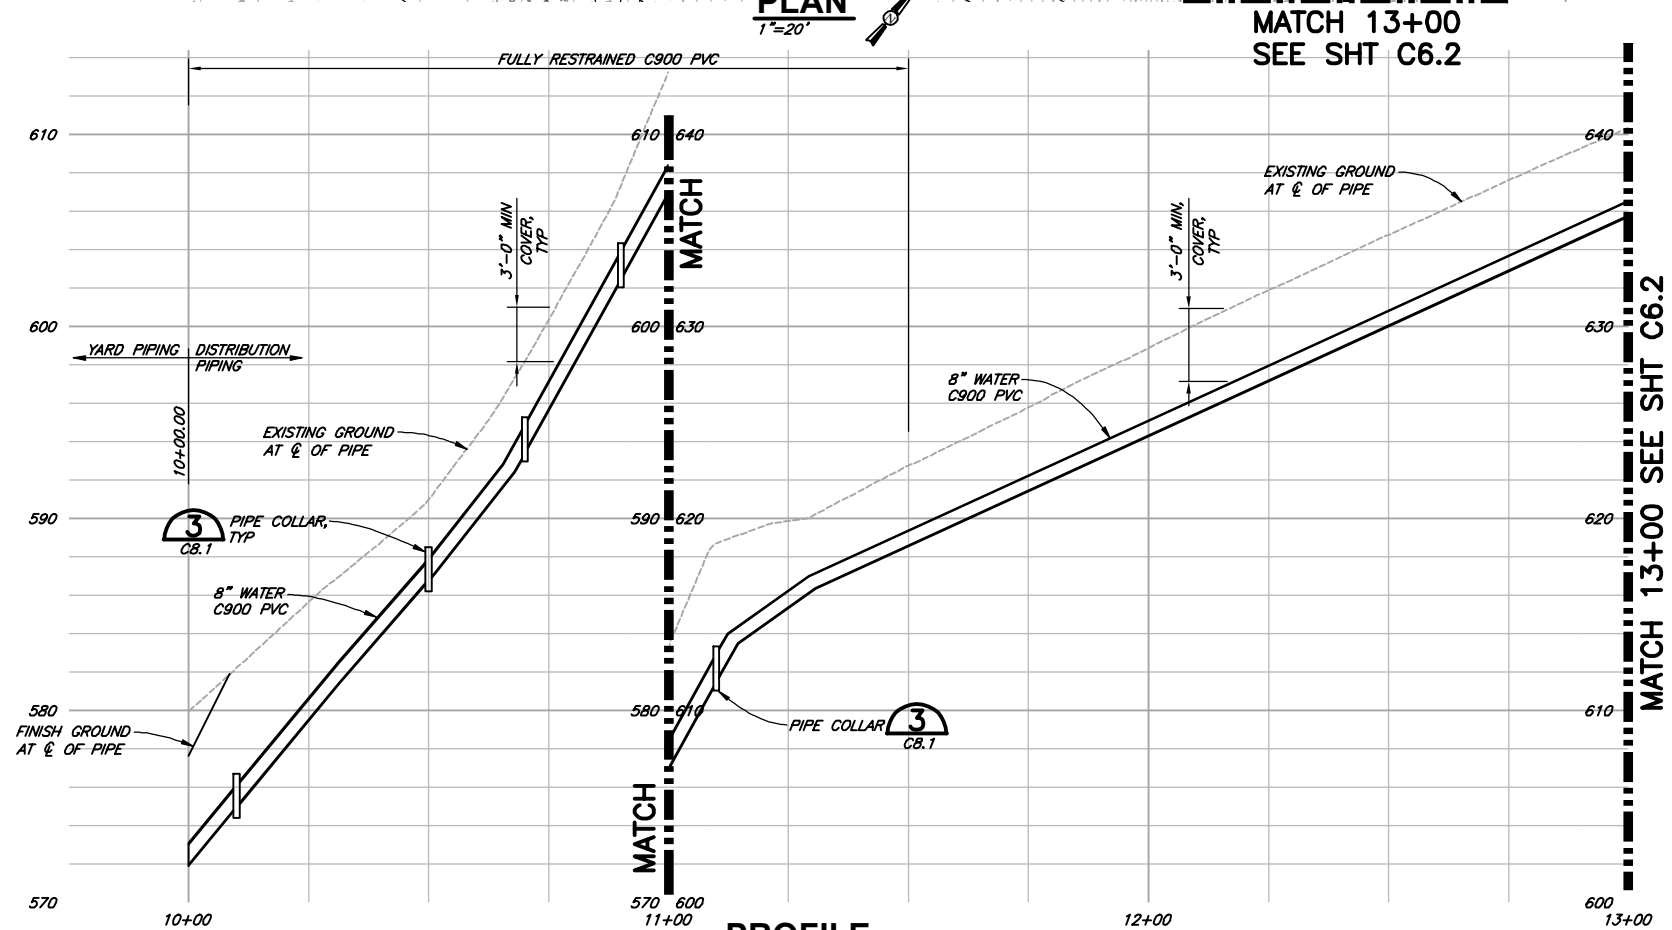 PLAN
1"=20'
MATCH 13+00
SEE SHT C6.2
FULLY RESTRAINED C900 PVC
610
610 640
640
EXISTING GROUND
AT ℄ OF PIPE
MATCH
3'-0" MIN
COVER,
TYP
3'-0" MIN,
COVER,
TYP
600
600 630
630
YARD PIPING
DISTRIBUTION
PIPING
8" WATER
C900 PVC
10+00.00
EXISTING GROUND
AT ℄ OF PIPE
MATCH 13+00 SEE SHT C6.2
590
590 620
620
3
C8.1
PIPE COLLAR,
TYP
8" WATER
C900 PVC
580
580 610
610
FINISH GROUND
AT ℄ OF PIPE
PIPE COLLAR
3
C8.1
MATCH
570
570 600
600
10+00
11+00
12+00
13+00
PROFILE